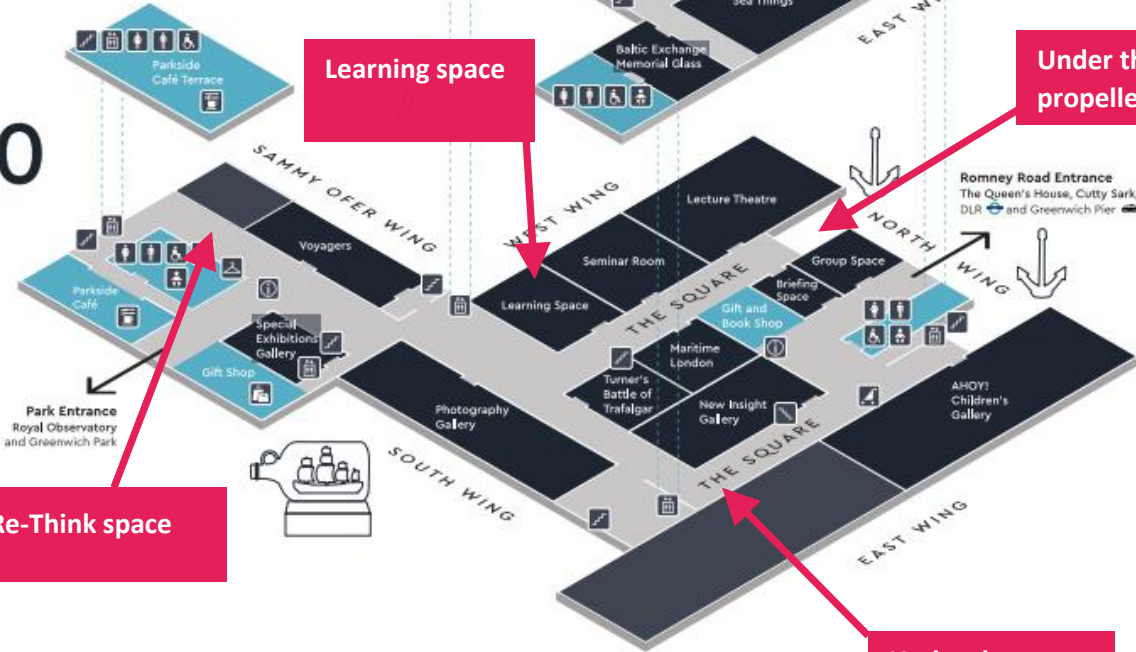 Sea Things
EAST
Baltic Exchange
Memorial Glass
Parkside
Café Terrace
Learning space
Under
propelle
0
SAMMY OFER WING
WEST WING
NORTH WING
Romney Road Entrance
The Queen's House, Cutty Sark
DLR and Greenwich Pier
Lecture Theatre
Voyagers
Seminar Room
Group Space
Briefing
Space
Learning Space
THE SQUARE
Gift and
Book Shop
Parkside
Café
Special
Exhibitions
Gallery
Maritime
London
Gift Shop
Turner's
Battle of
Trafalgar
AHOY!
Children's
Gallery
Park Entrance
Royal Observatory
and Greenwich Park
Photography
Gallery
New Insight
Gallery
THE SQUARE
SOUTH WING
EAST WING
Re-Think space